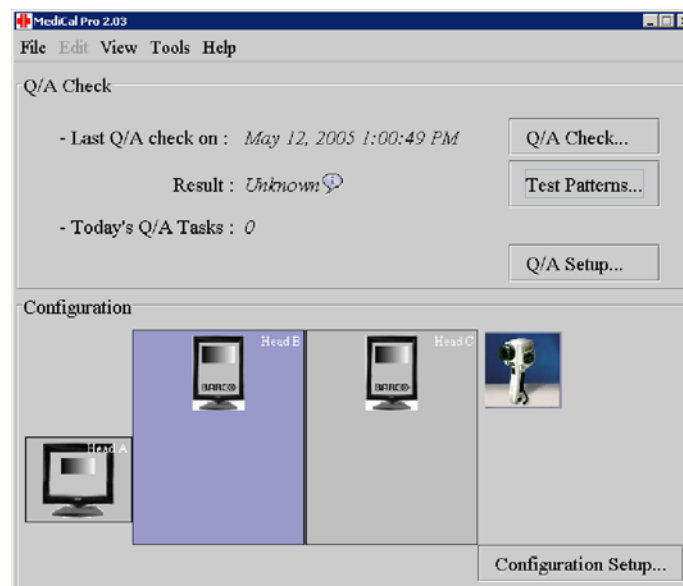 MediCal Pro 2.03
File Edit View Tools Help
Q/A Check
- Last Q/A check on : May 12, 2005 1:00:49 PM
Q/A Check...
Result : Unknown
Test Patterns...
- Today's Q/A Tasks : 0
Q/A Setup...
Configuration
Head B
Head C
BARCO
BARCO
Head A
Configuration Setup...